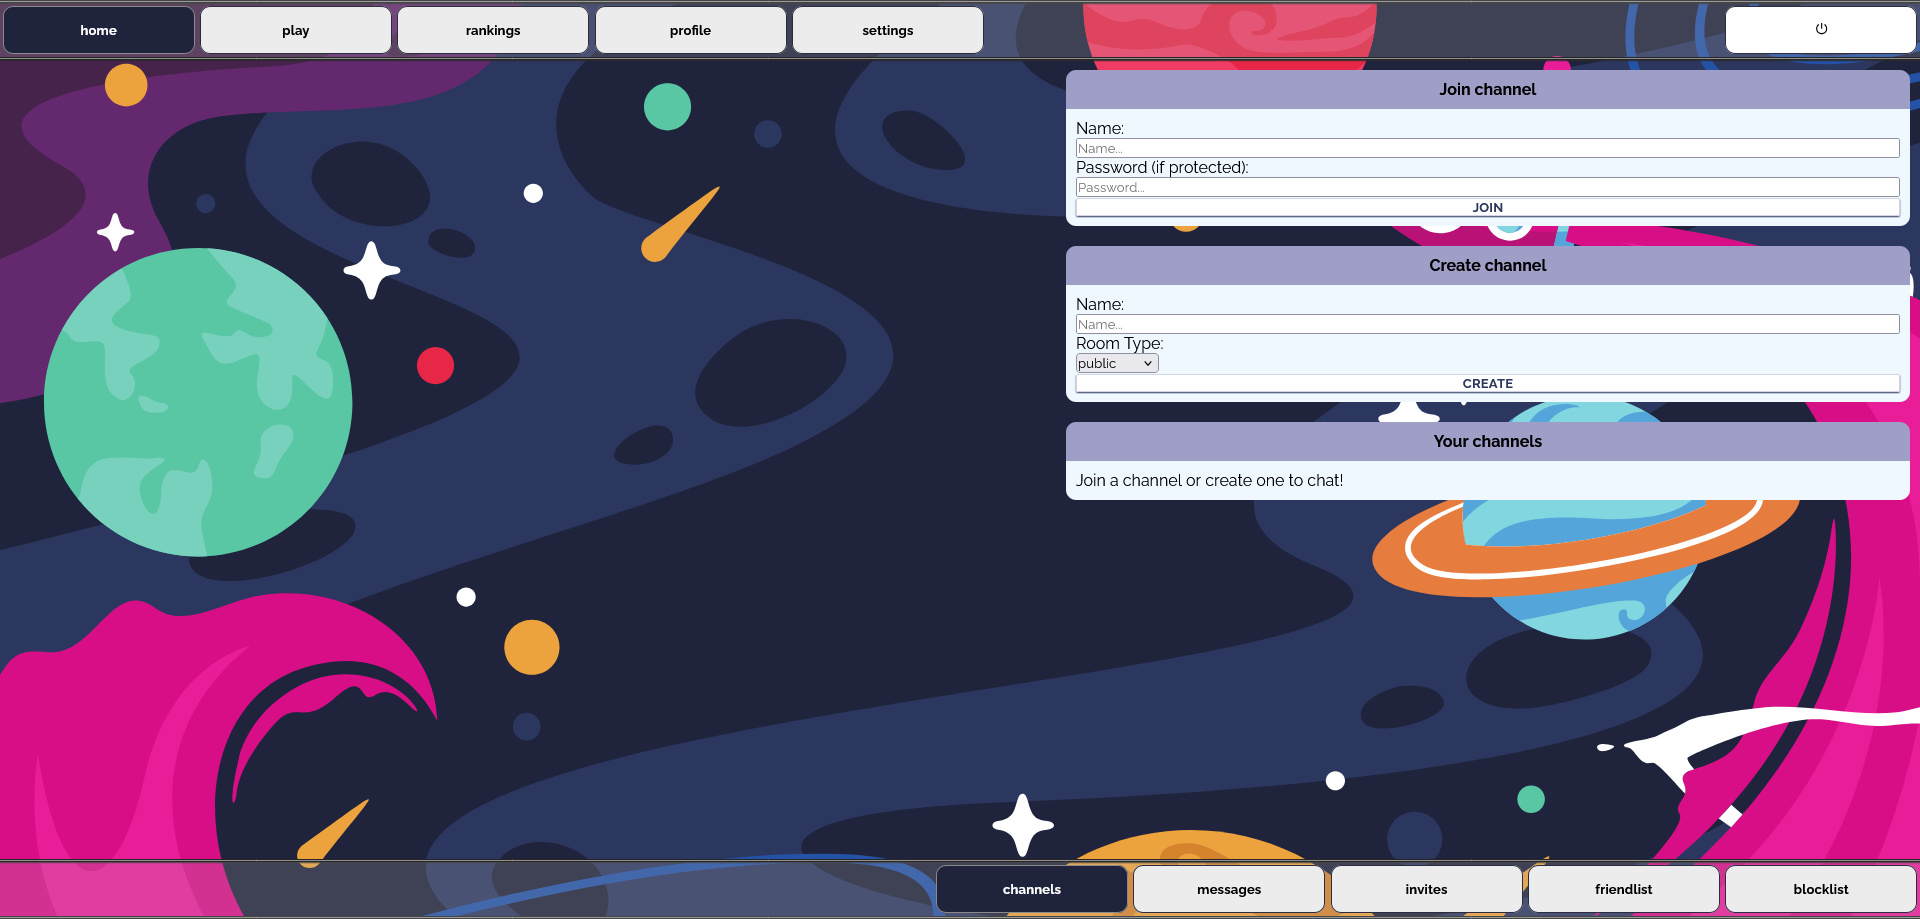 home
play
rankings
profile
settings
Join channel
Name:
Name...
Password (if protected):
Password...
JOIN
Create channel
Name:
Name...
Room Type:
public
CREATE
Your channels
Join a channel or create one to chat!
channels
messages
invites
friendlist
blocklist